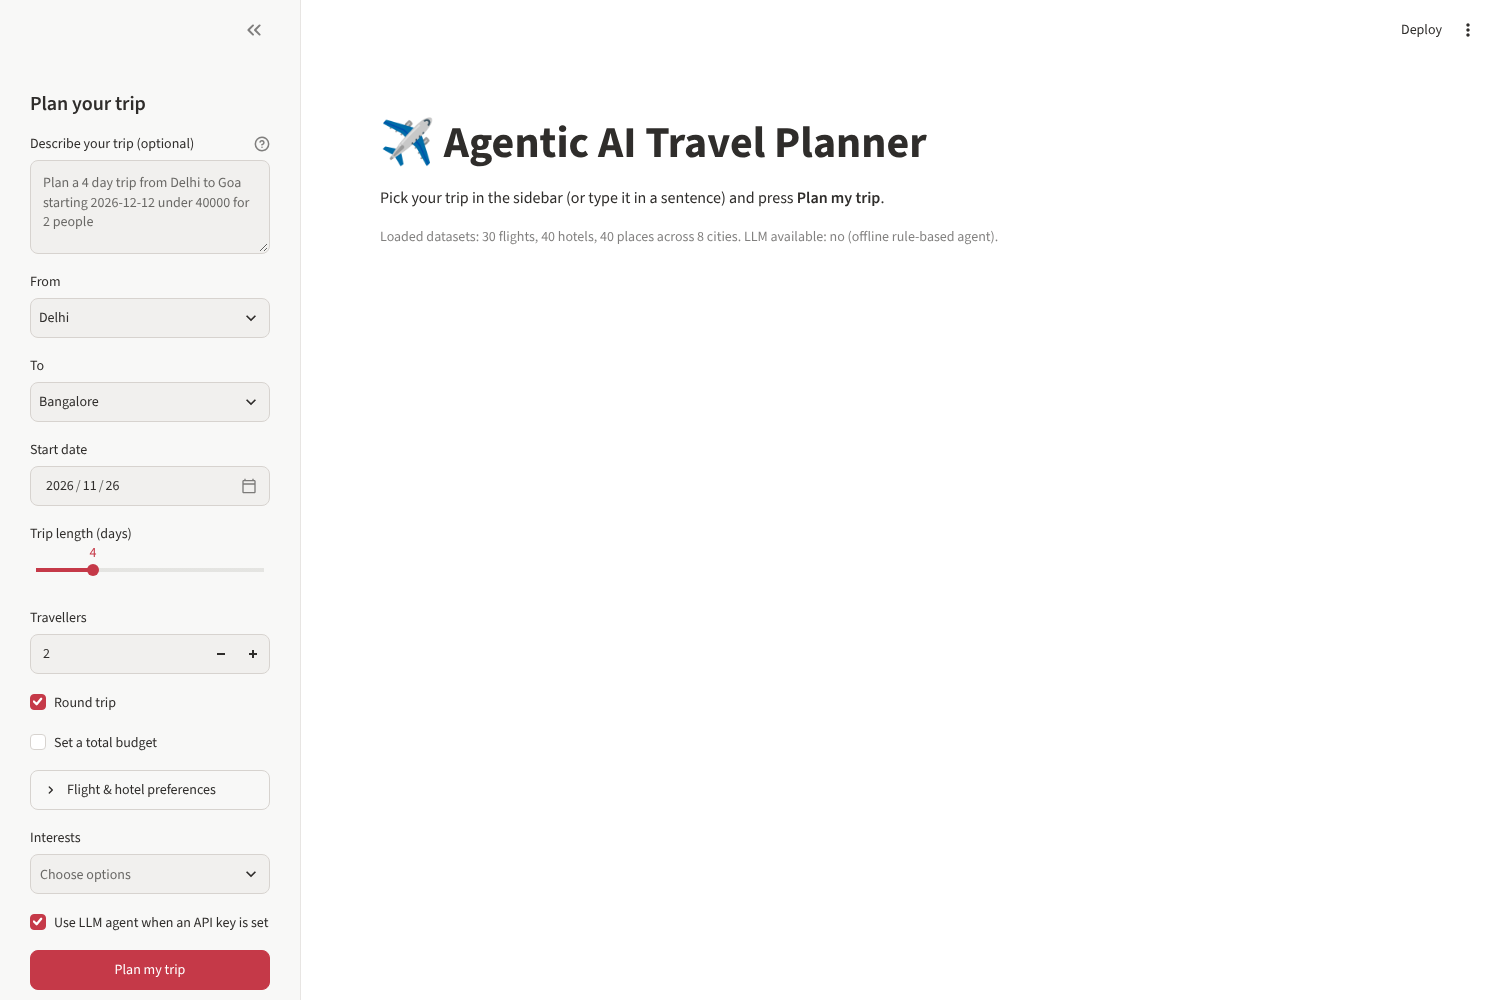 Deploy
Plan your trip
Describe your trip (optional)
Plan a 4 day trip from Delhi to Goa
starting 2026-12-12 under 40000 for
2 people
From
Delhi
To
Bangalore
Start date
2026 / 11 / 26
Trip length (days)
4
Travellers
2
Round trip
Set a total budget
Flight & hotel preferences
Interests
Choose options
Use LLM agent when an API key is set
Plan my trip
Agentic AI Travel Planner
Pick your trip in the sidebar (or type it in a sentence) and press Plan my trip.
Loaded datasets: 30 flights, 40 hotels, 40 places across 8 cities. LLM available: no (offline rule-based agent).